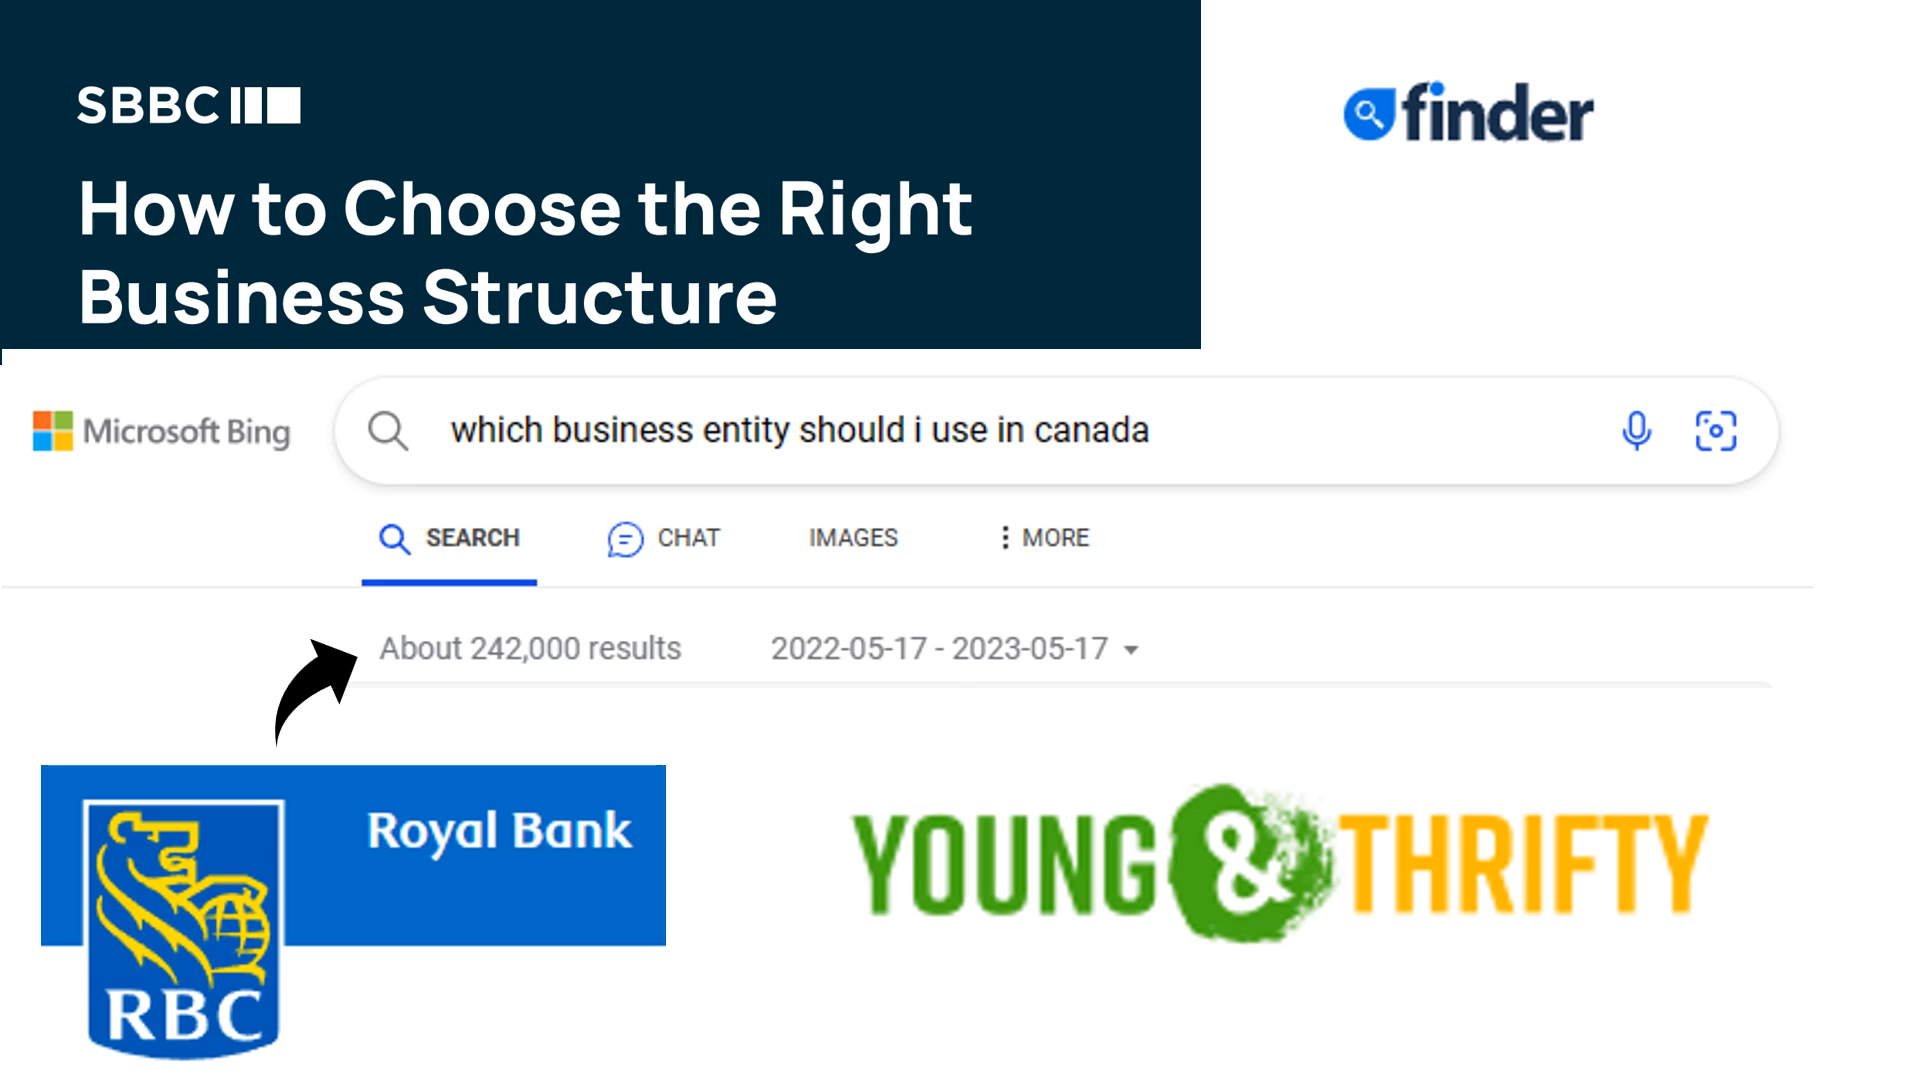 SBBC
How to Choose the Right
Business Structure
finder
Microsoft Bing
which business entity should i use in canada
SEARCH CHAT IMAGES MORE
About 242,000 results 2022-05-17 - 2023-05-17
Royal Bank
RBC
YOUNG & THRIFTY